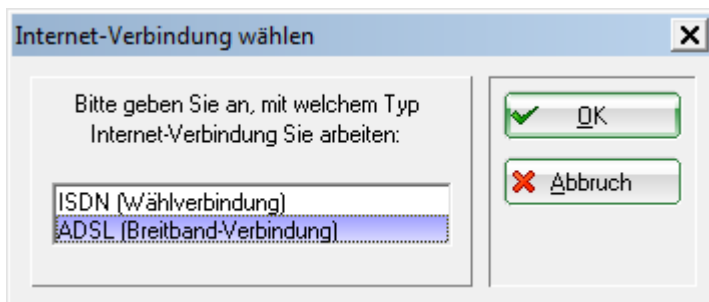 Internet-Verbindung wählen
Bitte geben Sie an, mit welchem Typ
Internet-Verbindung Sie arbeiten:
ISDN (Wählverbindung)
ADSL (Breitband-Verbindung)
OK
Abbruch